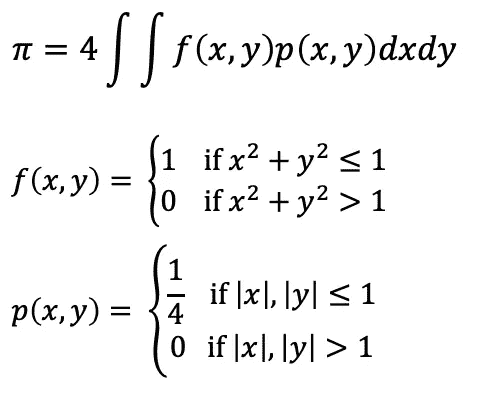 π = 4 ∫ ∫ f(x, y)p(x, y)dxdy
f(x, y) = { 1 if x² + y² ≤ 1
0 if x² + y² > 1
p(x, y) = { 1/4 if |x|, |y| ≤ 1
0 if |x|, |y| > 1